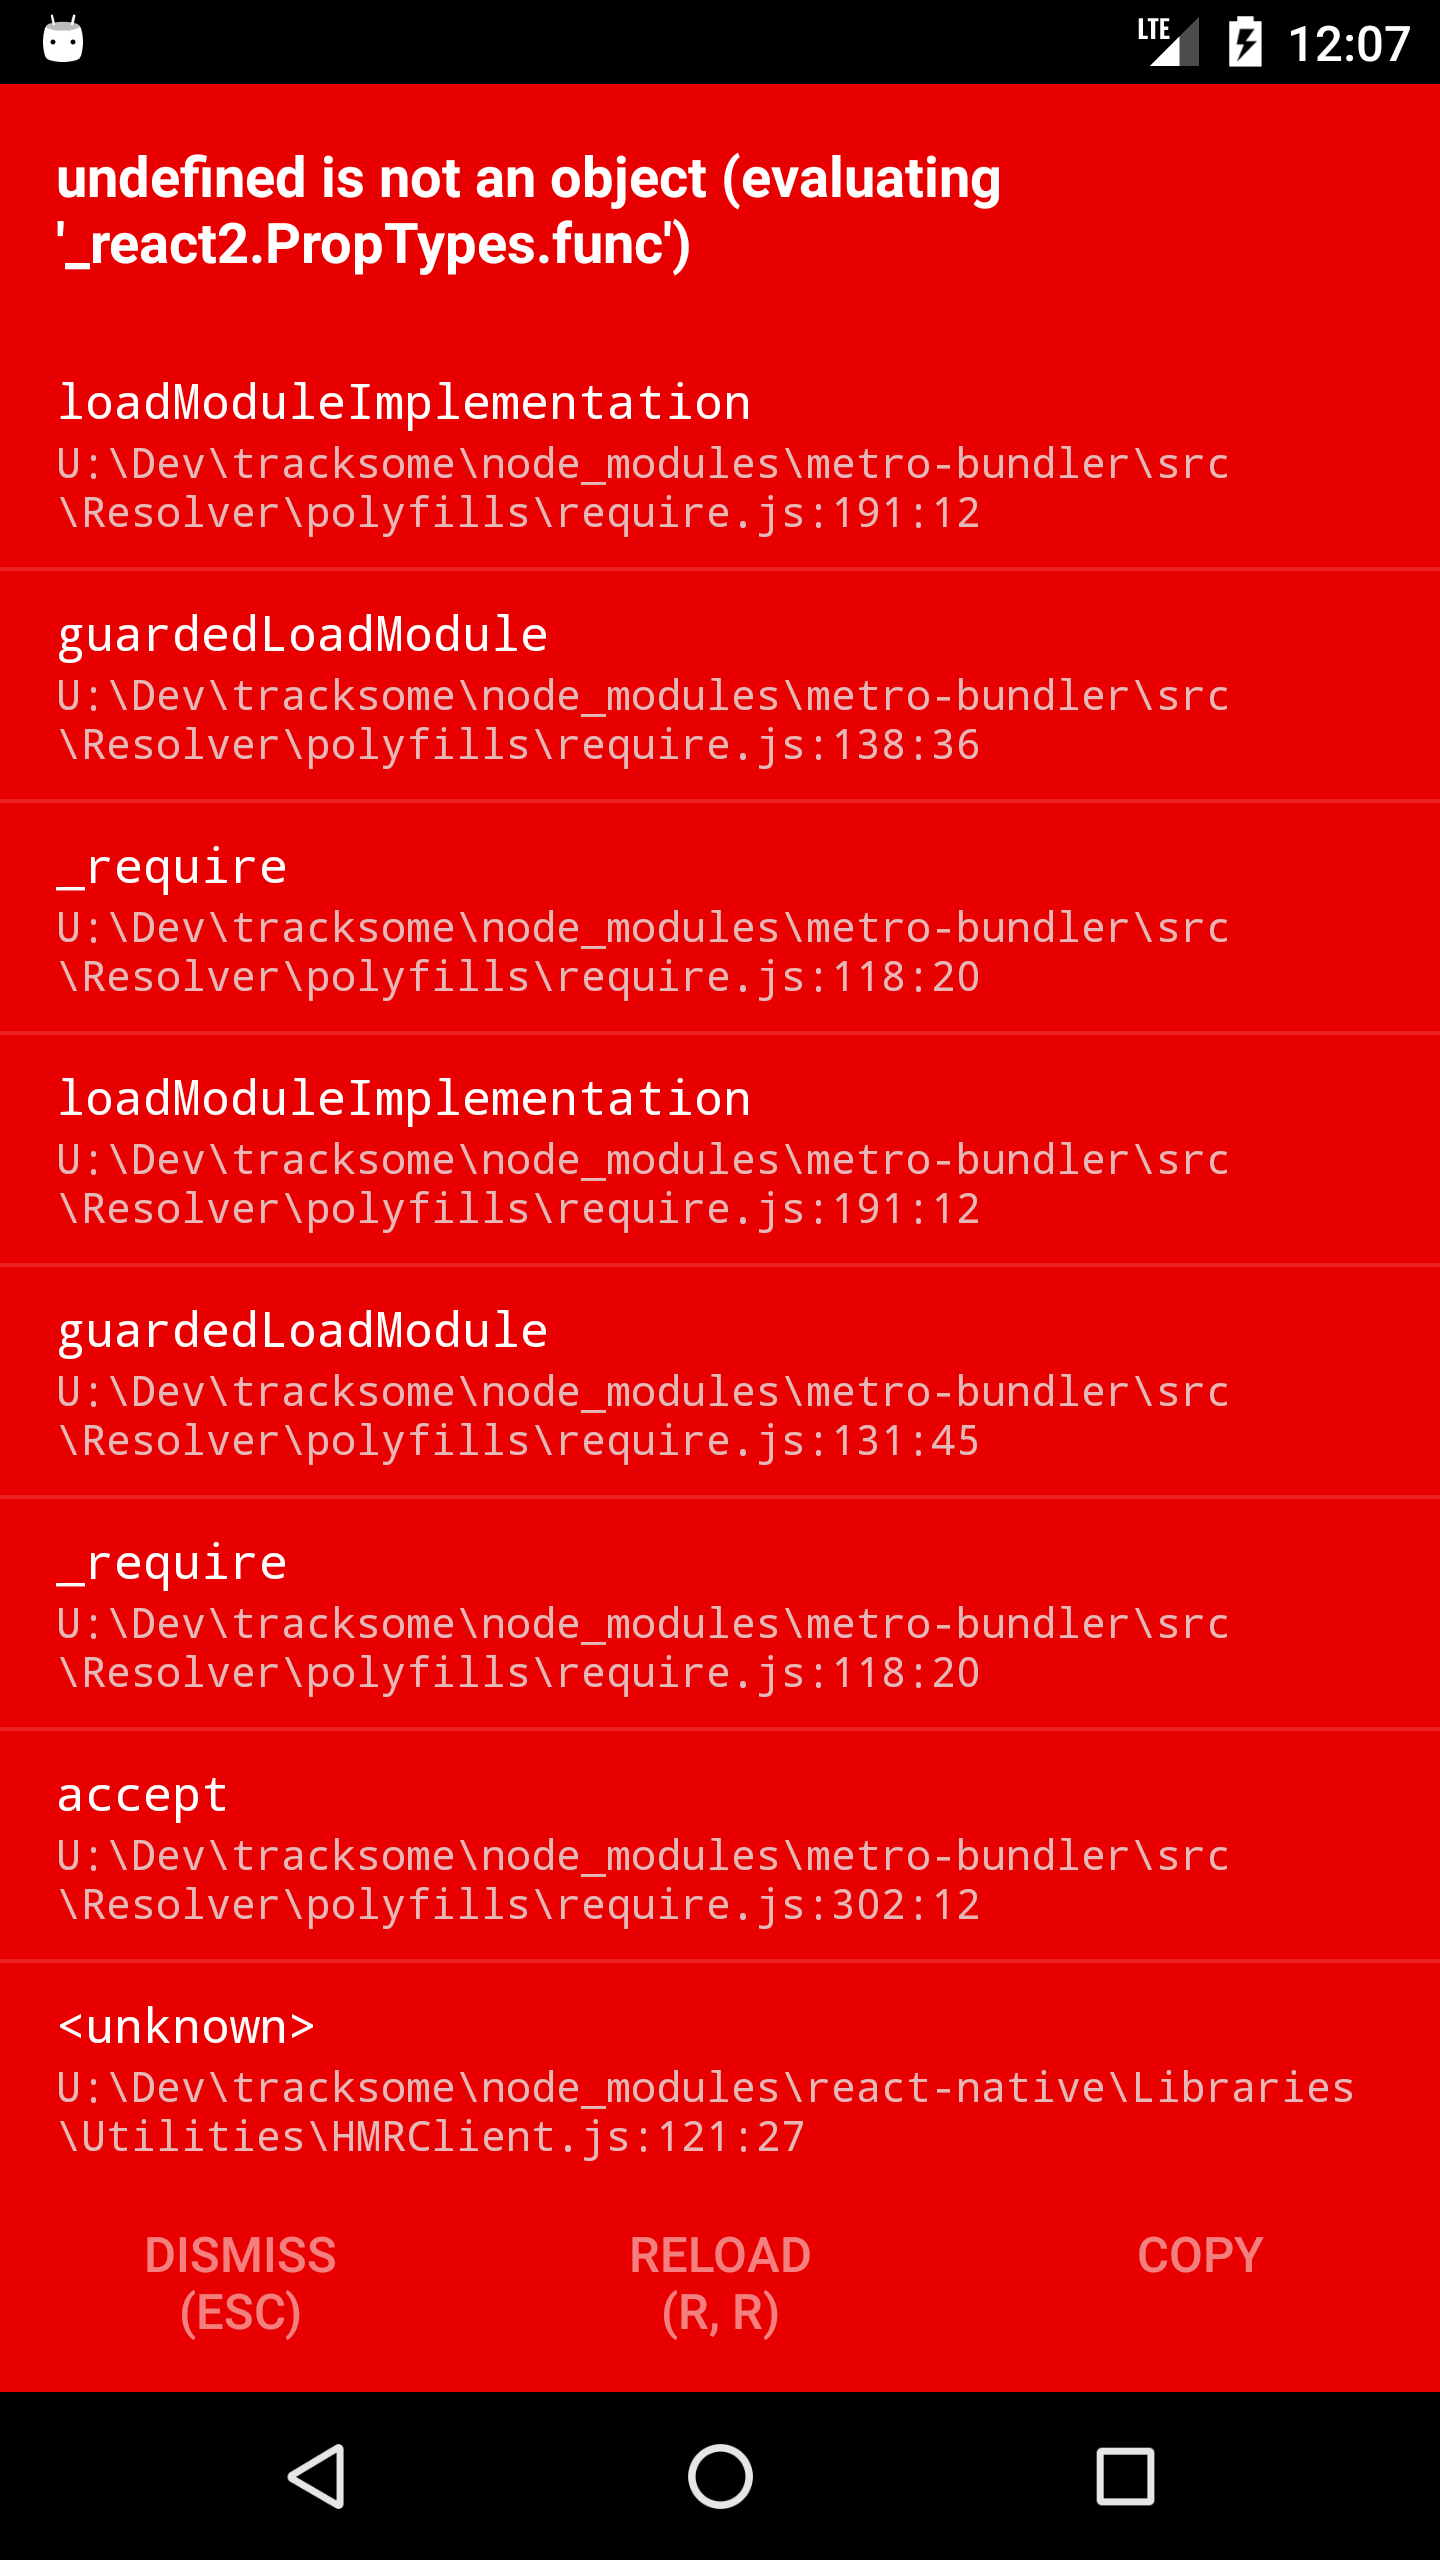 LTE 12:07
undefined is not an object (evaluating
'_react2.PropTypes.func')
loadModuleImplementation
U:\Dev\tracksome\node_modules\metro-bundler\src
\Resolver\polyfills\require.js:191:12
guardedLoadModule
U:\Dev\tracksome\node_modules\metro-bundler\src
\Resolver\polyfills\require.js:138:36
_require
U:\Dev\tracksome\node_modules\metro-bundler\src
\Resolver\polyfills\require.js:118:20
loadModuleImplementation
U:\Dev\tracksome\node_modules\metro-bundler\src
\Resolver\polyfills\require.js:191:12
guardedLoadModule
U:\Dev\tracksome\node_modules\metro-bundler\src
\Resolver\polyfills\require.js:131:45
_require
U:\Dev\tracksome\node_modules\metro-bundler\src
\Resolver\polyfills\require.js:118:20
accept
U:\Dev\tracksome\node_modules\metro-bundler\src
\Resolver\polyfills\require.js:302:12
<unknown>
U:\Dev\tracksome\node_modules\react-native\Libraries
\Utilities\HMRClient.js:121:27
DISMISS RELOAD COPY
(ESC) (R, R)